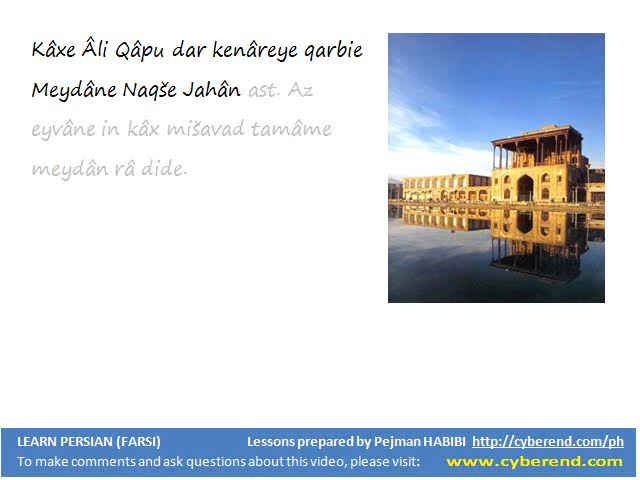 Kâxe Âli Qâpu dar kenâreye qarbie
Meydâne Naqše Jahân ast. Az
eyvâne in kâx mišavad tamâme
meydân râ dide.
LEARN PERSIAN (FARSI) Lessons prepared by Pejman HABIBI http://cyberend.com/ph
To make comments and ask questions about this video, please visit: www.cyberend.com